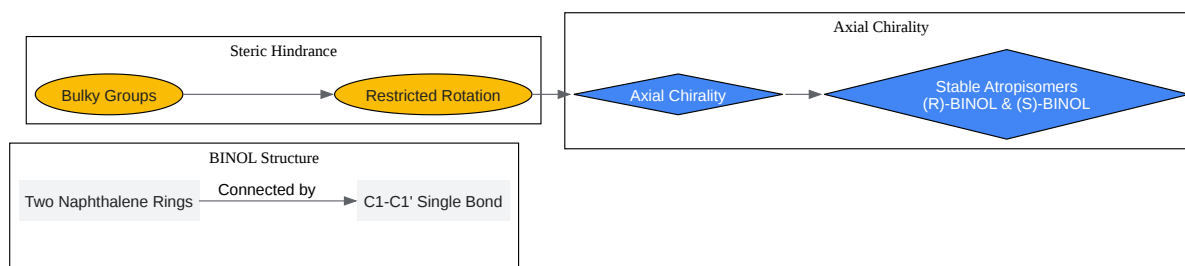 Axial Chirality
Steric Hindrance
Bulky Groups
Restricted Rotation
Axial Chirality
Stable Atropisomers
(R)-BINOL & (S)-BINOL
BINOL Structure
Two Naphthalene Rings
Connected by
C1-C1' Single Bond